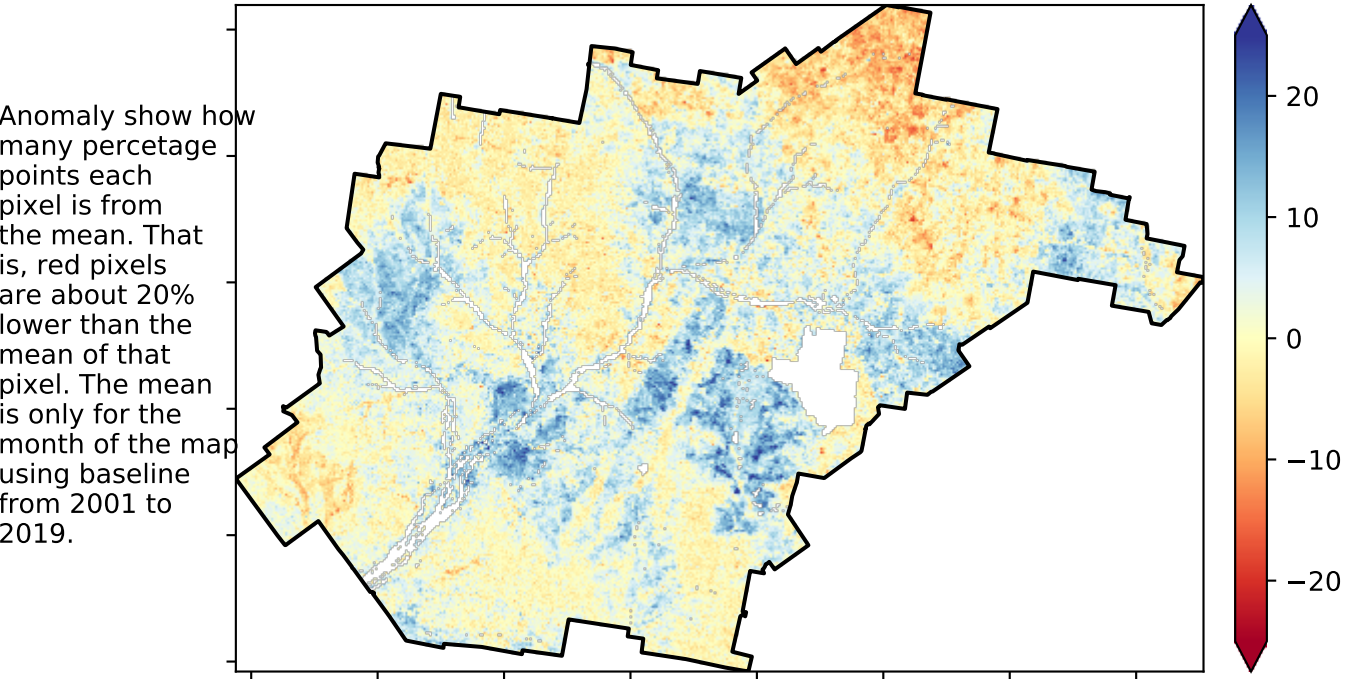 Anomaly show how
many percetage
points each
pixel is from
the mean. That
is, red pixels
are about 20%
lower than the
mean of that
pixel. The mean
is only for the
month of the map
using baseline
from 2001 to
2019.
20
10
0
−10
−20